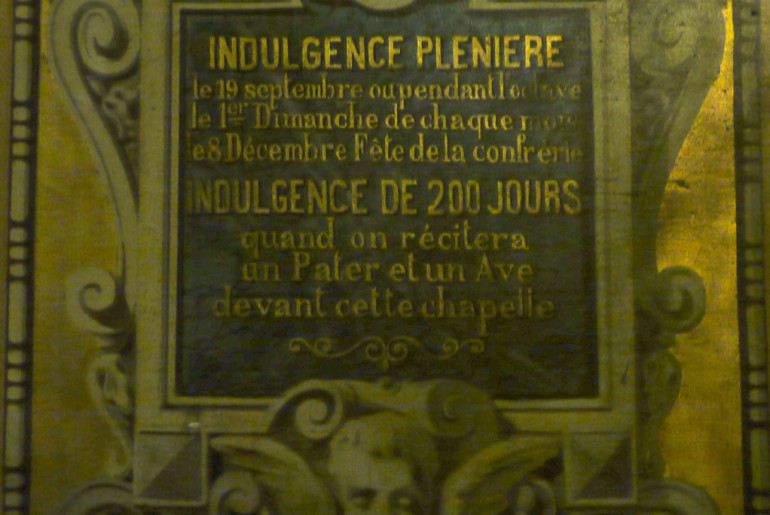 INDULGENCE PLENIERE
le 19 septembre ou pendant l'octave
le 1er Dimanche de chaque mois
le 8 Décembre Fête de la confrérie
INDULGENCE DE 200 JOURS
quand on récitera
un Pater et un Ave
devant cette chapelle